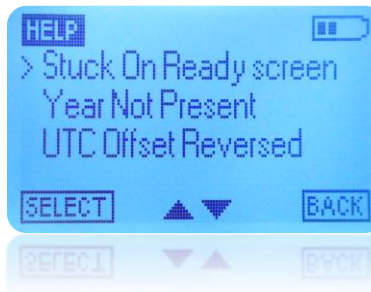 HELP
> Stuck On Ready screen
Year Not Present
UTC Offset Reversed
SELECT BACK